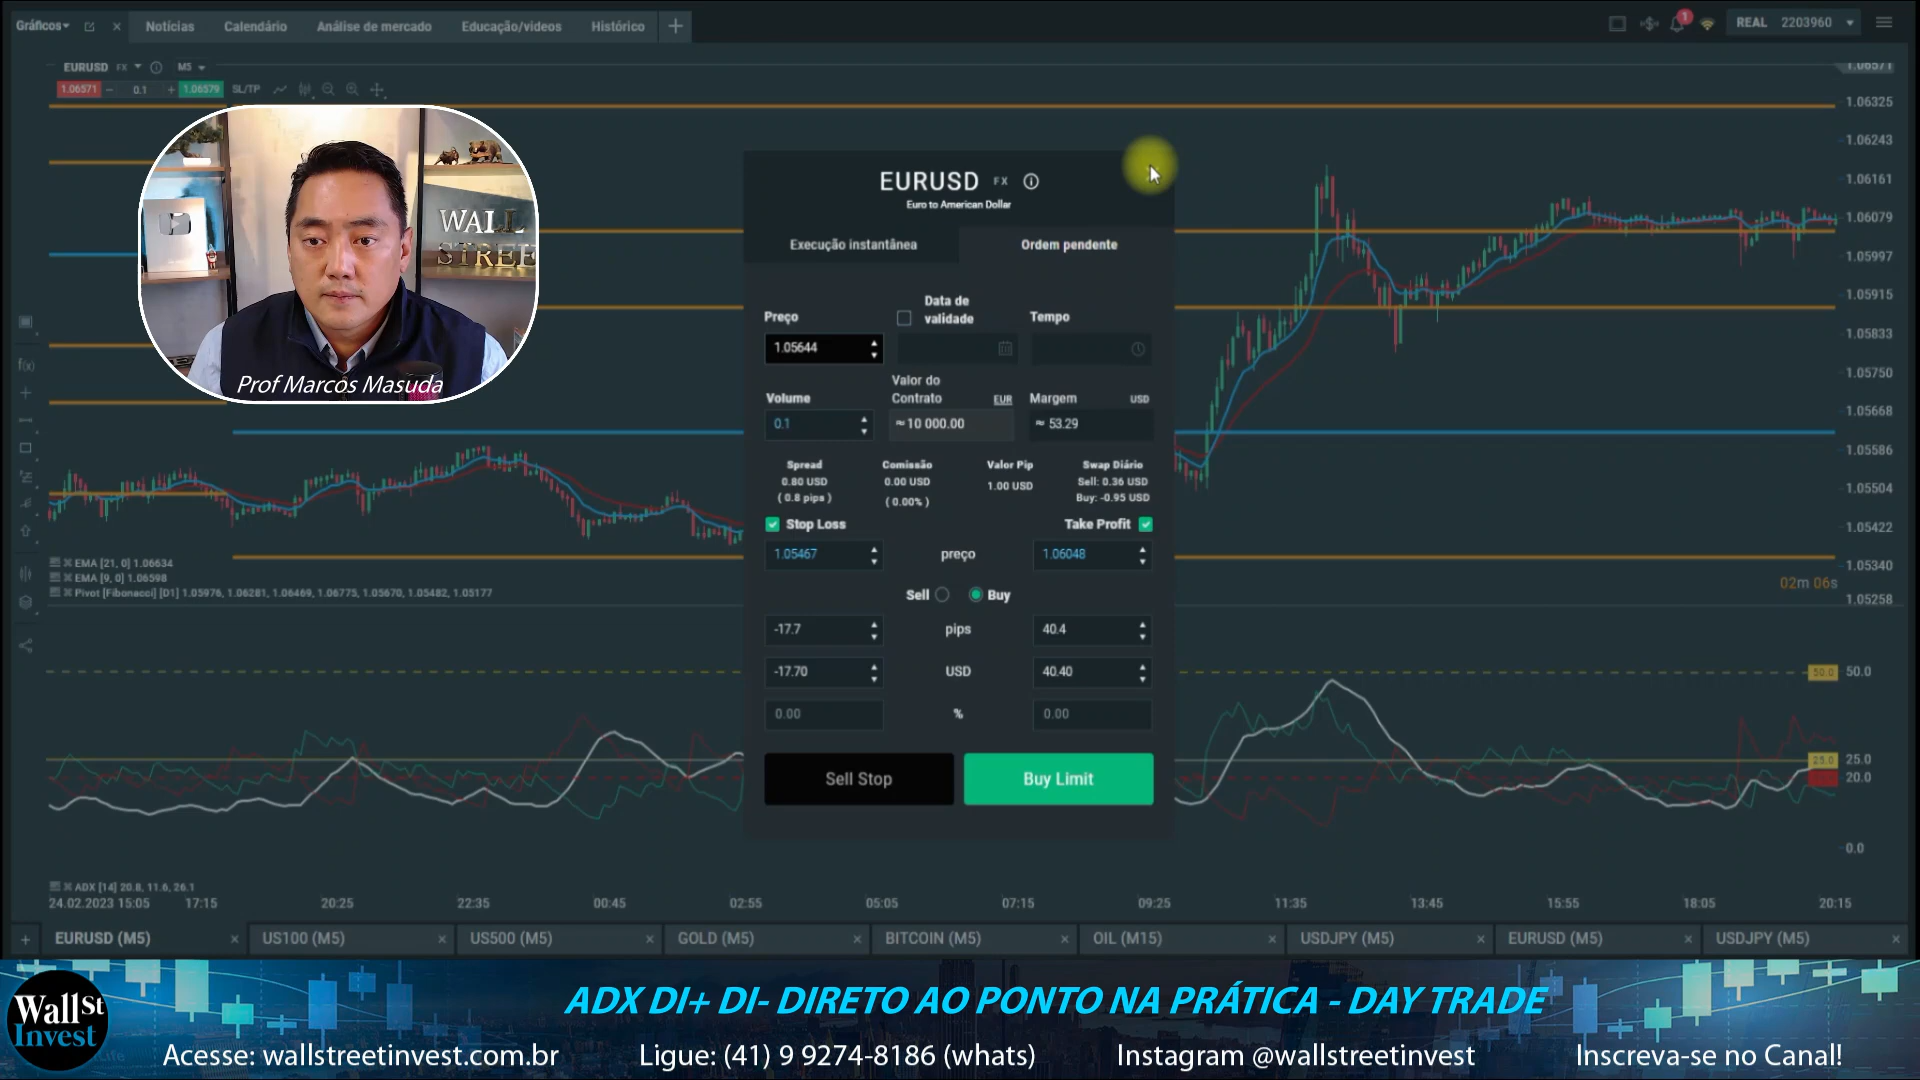 Gráficos
Notícias
Calendário
Análise de mercado
Educação/videos
Histórico
1
REAL 2203960
EURUSD FX M5
1.06571
0.1
1.06579
SL/TP
1.06571
1.06325
1.06243
1.06161
1.06079
1.05997
1.05915
1.05833
1.05750
1.05668
1.05586
1.05504
1.05422
1.05340
02m 06s
1.05258
WALL
STREE
Prof Marcos Masuda
EURUSD FX
Euro to American Dollar
Execução instantânea
Ordem pendente
Preço
Data de
validade
Tempo
1.05644
Volume
Valor do
Contrato EUR
Margem USD
0.1
≈ 10 000.00
≈ 53.29
Spread
0.80 USD
( 0.8 pips )
Comissão
0.00 USD
( 0.00% )
Valor Pip
1.00 USD
Swap Diário
Sell: 0.36 USD
Buy: -0.95 USD
Stop Loss
Take Profit
1.05467 preço 1.06048
Sell Buy
-17.7 pips 40.4
-17.70 USD 40.40
0.00 % 0.00
Sell Stop
Buy Limit
EMA [21, 0] 1.06634
EMA [9, 0] 1.06598
Pivot [Fibonacci] [D1] 1.05976, 1.06281, 1.06469, 1.06775, 1.05670, 1.05482, 1.05177
50.0 50.0
25.0 25.0
20.0
0.0
ADX [14] 20.8, 11.6, 26.1
24.02.2023 15:05 17:15 20:25 22:35 00:45 02:55 05:05 07:15 09:25 11:35 13:45 15:55 18:05 20:15
EURUSD (M5)
US100 (M5)
US500 (M5)
GOLD (M5)
BITCOIN (M5)
OIL (M15)
USDJPY (M5)
EURUSD (M5)
USDJPY (M5)
WallSt
Invest
ADX DI+ DI- DIRETO AO PONTO NA PRÁTICA - DAY TRADE
Acesse: wallstreetinvest.com.br
Ligue: (41) 9 9274-8186 (whats)
Instagram @wallstreetinvest
Inscreva-se no Canal!